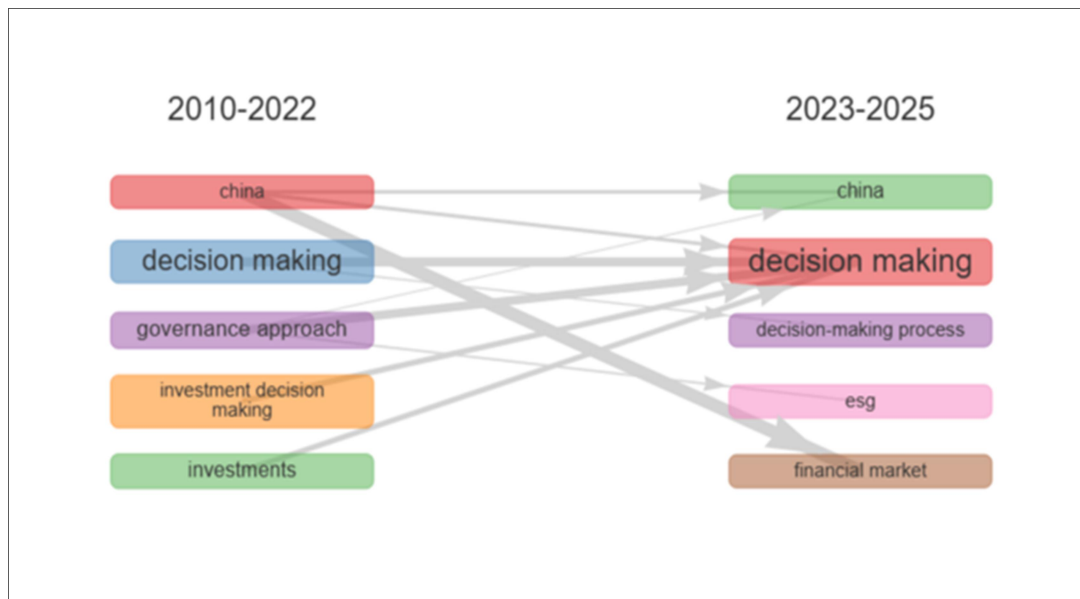 2010-2022
2023-2025
china
decision making
governance approach
investment decision
making
investments
china
decision making
decision-making process
esg
financial market